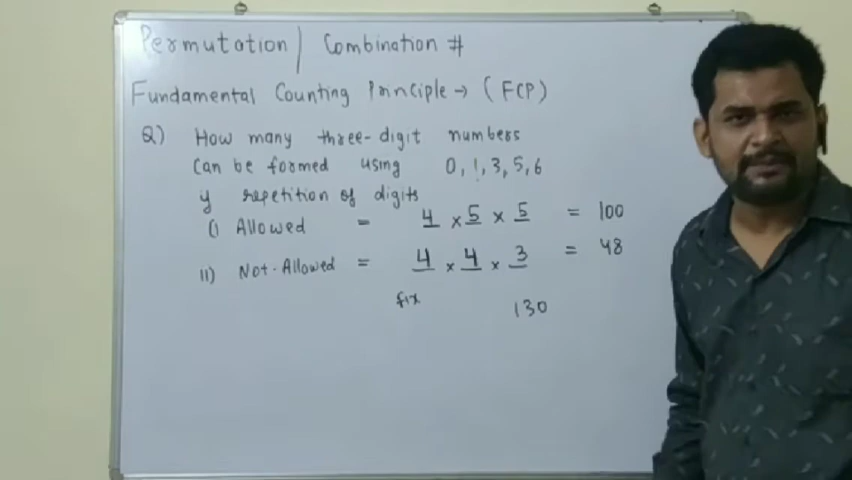 Permutation | Combination #
Fundamental Counting Principle → (FCP)
Q) How many three-digit numbers
Can be formed using 0, 1, 3, 5, 6
if repetition of digits
(i) Allowed = 4 × 5 × 5 = 100
ii) Not-Allowed = 4 × 4 × 3 = 48
fix 130